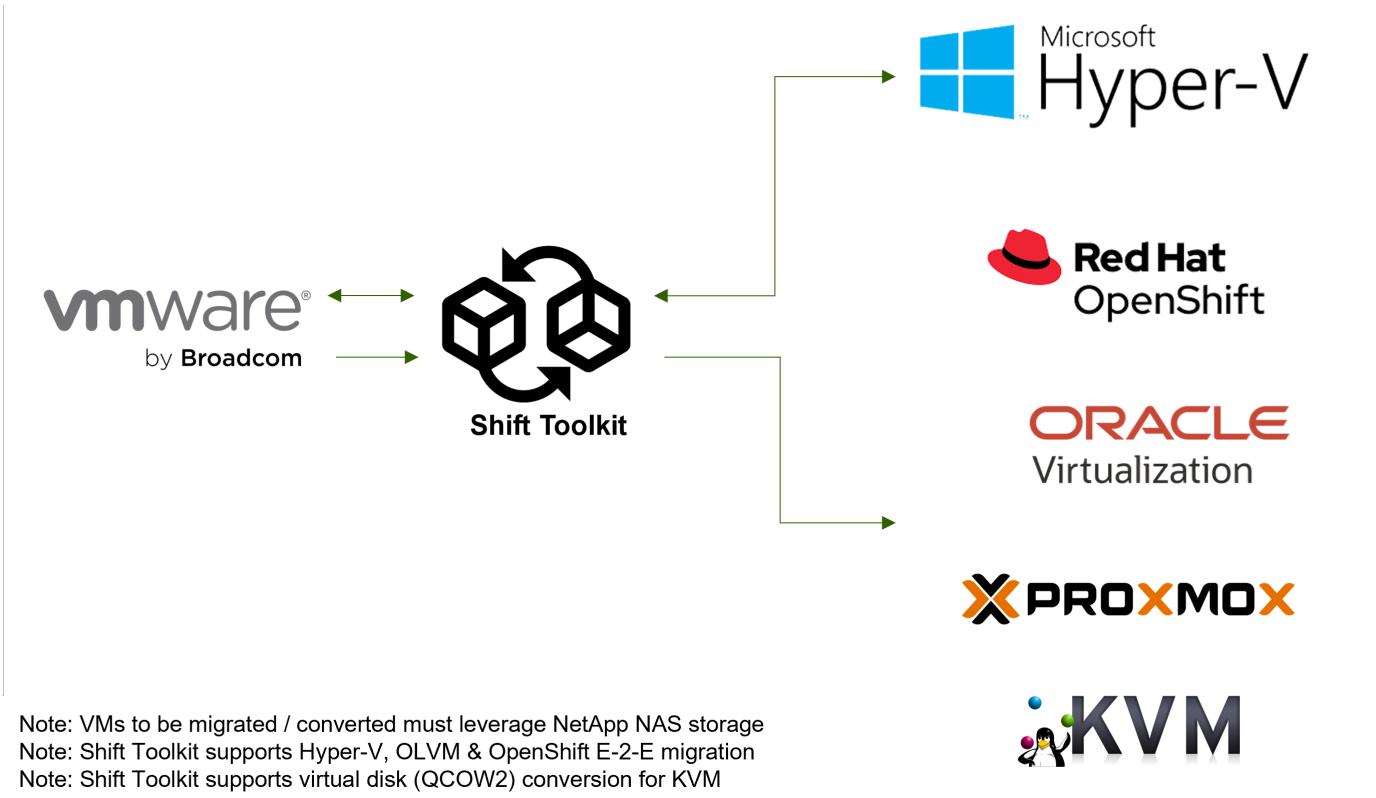 Microsoft
Hyper-V
TM
Red Hat
OpenShift
vmware®
by Broadcom
Shift Toolkit
ORACLE
Virtualization
PROXMOX
KVM
Note: VMs to be migrated / converted must leverage NetApp NAS storage
Note: Shift Toolkit supports Hyper-V, OLVM & OpenShift E-2-E migration
Note: Shift Toolkit supports virtual disk (QCOW2) conversion for KVM